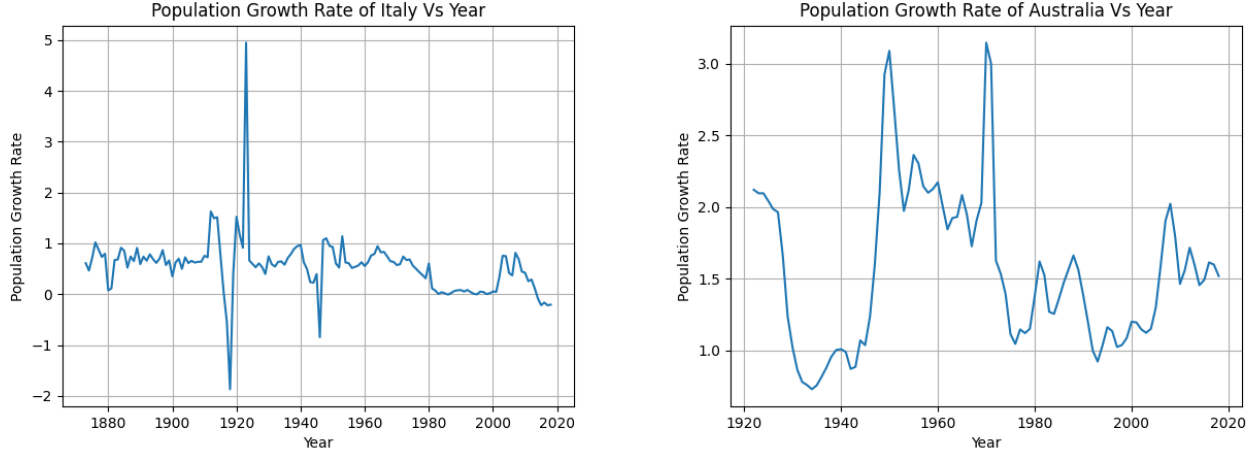 Population Growth Rate of Italy Vs Year
Population Growth Rate
5
4
3
2
1
0
−1
−2
1880 1900 1920 1940 1960 1980 2000 2020
Year
Population Growth Rate of Australia Vs Year
Population Growth Rate
3.0
2.5
2.0
1.5
1.0
1920 1940 1960 1980 2000 2020
Year